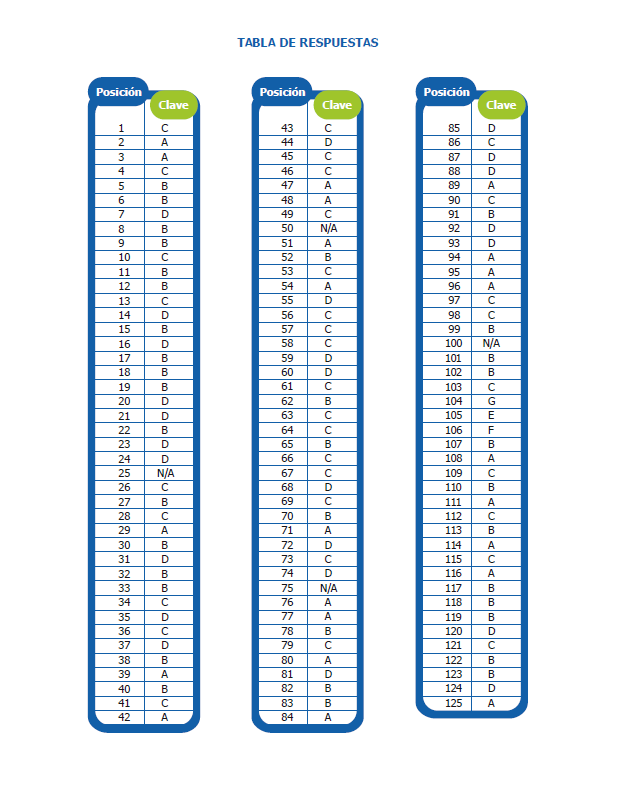 TABLA DE RESPUESTAS
Posición Clave
1 C
2 A
3 A
4 C
5 B
6 B
7 D
8 B
9 B
10 C
11 B
12 B
13 C
14 D
15 B
16 D
17 B
18 B
19 B
20 D
21 D
22 B
23 D
24 D
25 N/A
26 C
27 B
28 C
29 A
30 B
31 D
32 B
33 B
34 C
35 D
36 C
37 D
38 B
39 A
40 B
41 C
42 A
Posición Clave
43 C
44 D
45 C
46 C
47 A
48 A
49 C
50 N/A
51 A
52 B
53 C
54 A
55 D
56 C
57 C
58 C
59 D
60 D
61 C
62 B
63 C
64 C
65 B
66 C
67 C
68 D
69 C
70 B
71 A
72 D
73 C
74 D
75 N/A
76 A
77 A
78 B
79 C
80 A
81 D
82 B
83 B
84 A
Posición Clave
85 D
86 C
87 D
88 D
89 A
90 C
91 B
92 D
93 D
94 A
95 A
96 A
97 C
98 C
99 B
100 N/A
101 B
102 B
103 C
104 G
105 E
106 F
107 B
108 A
109 C
110 B
111 A
112 C
113 B
114 A
115 C
116 A
117 B
118 B
119 B
120 D
121 C
122 B
123 B
124 D
125 A